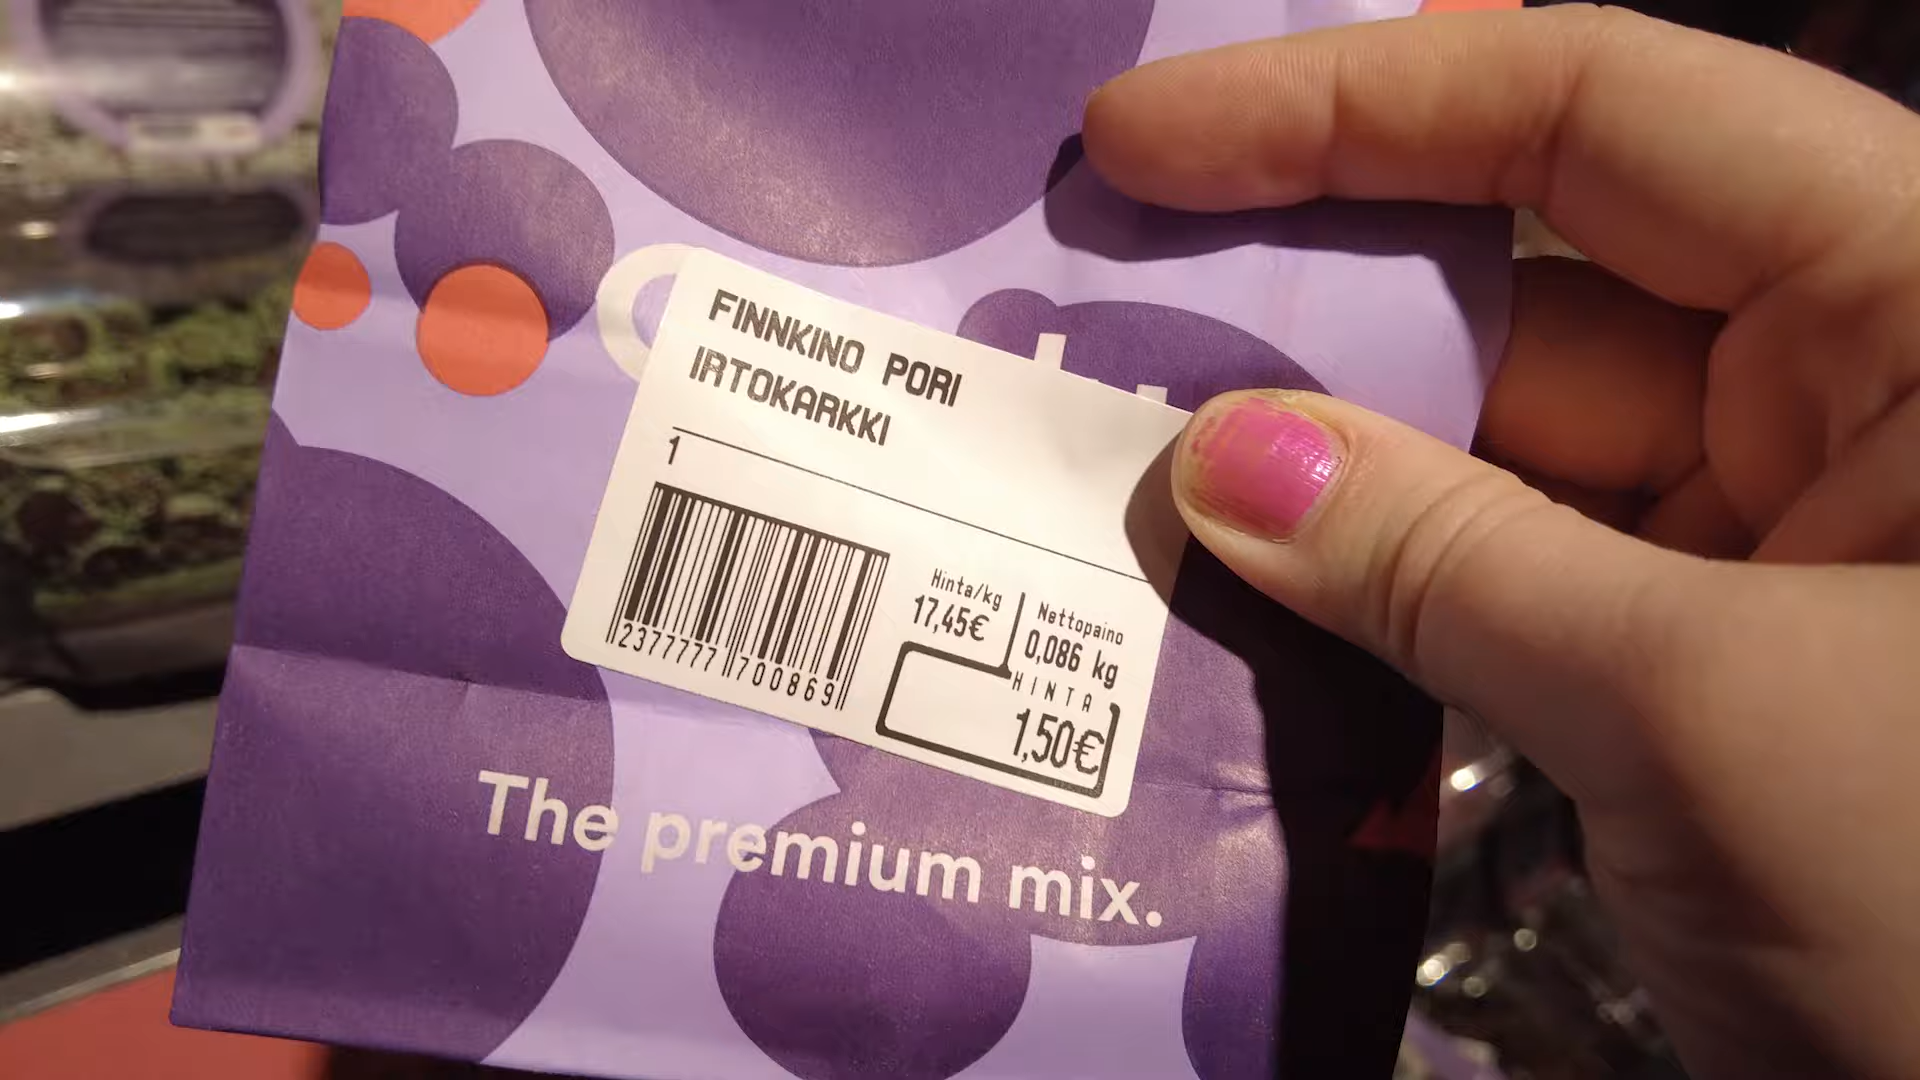 FINNKINO PORI
IRTOKARKKI
1
2377777 700869
Hinta/kg
17,45€
Nettopaino
0,086 kg
HINTA
1,50€
The premium mix.